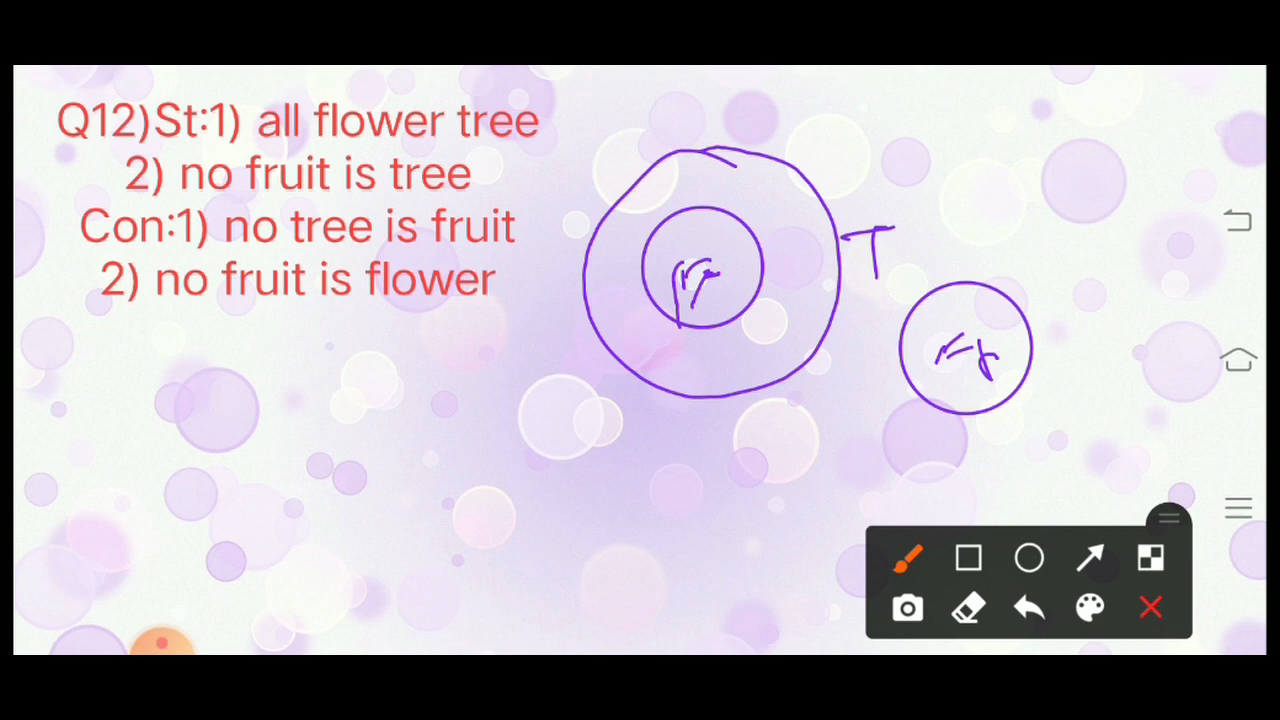 Q12)St:1) all flower tree
2) no fruit is tree
Con:1) no tree is fruit
2) no fruit is flower
T